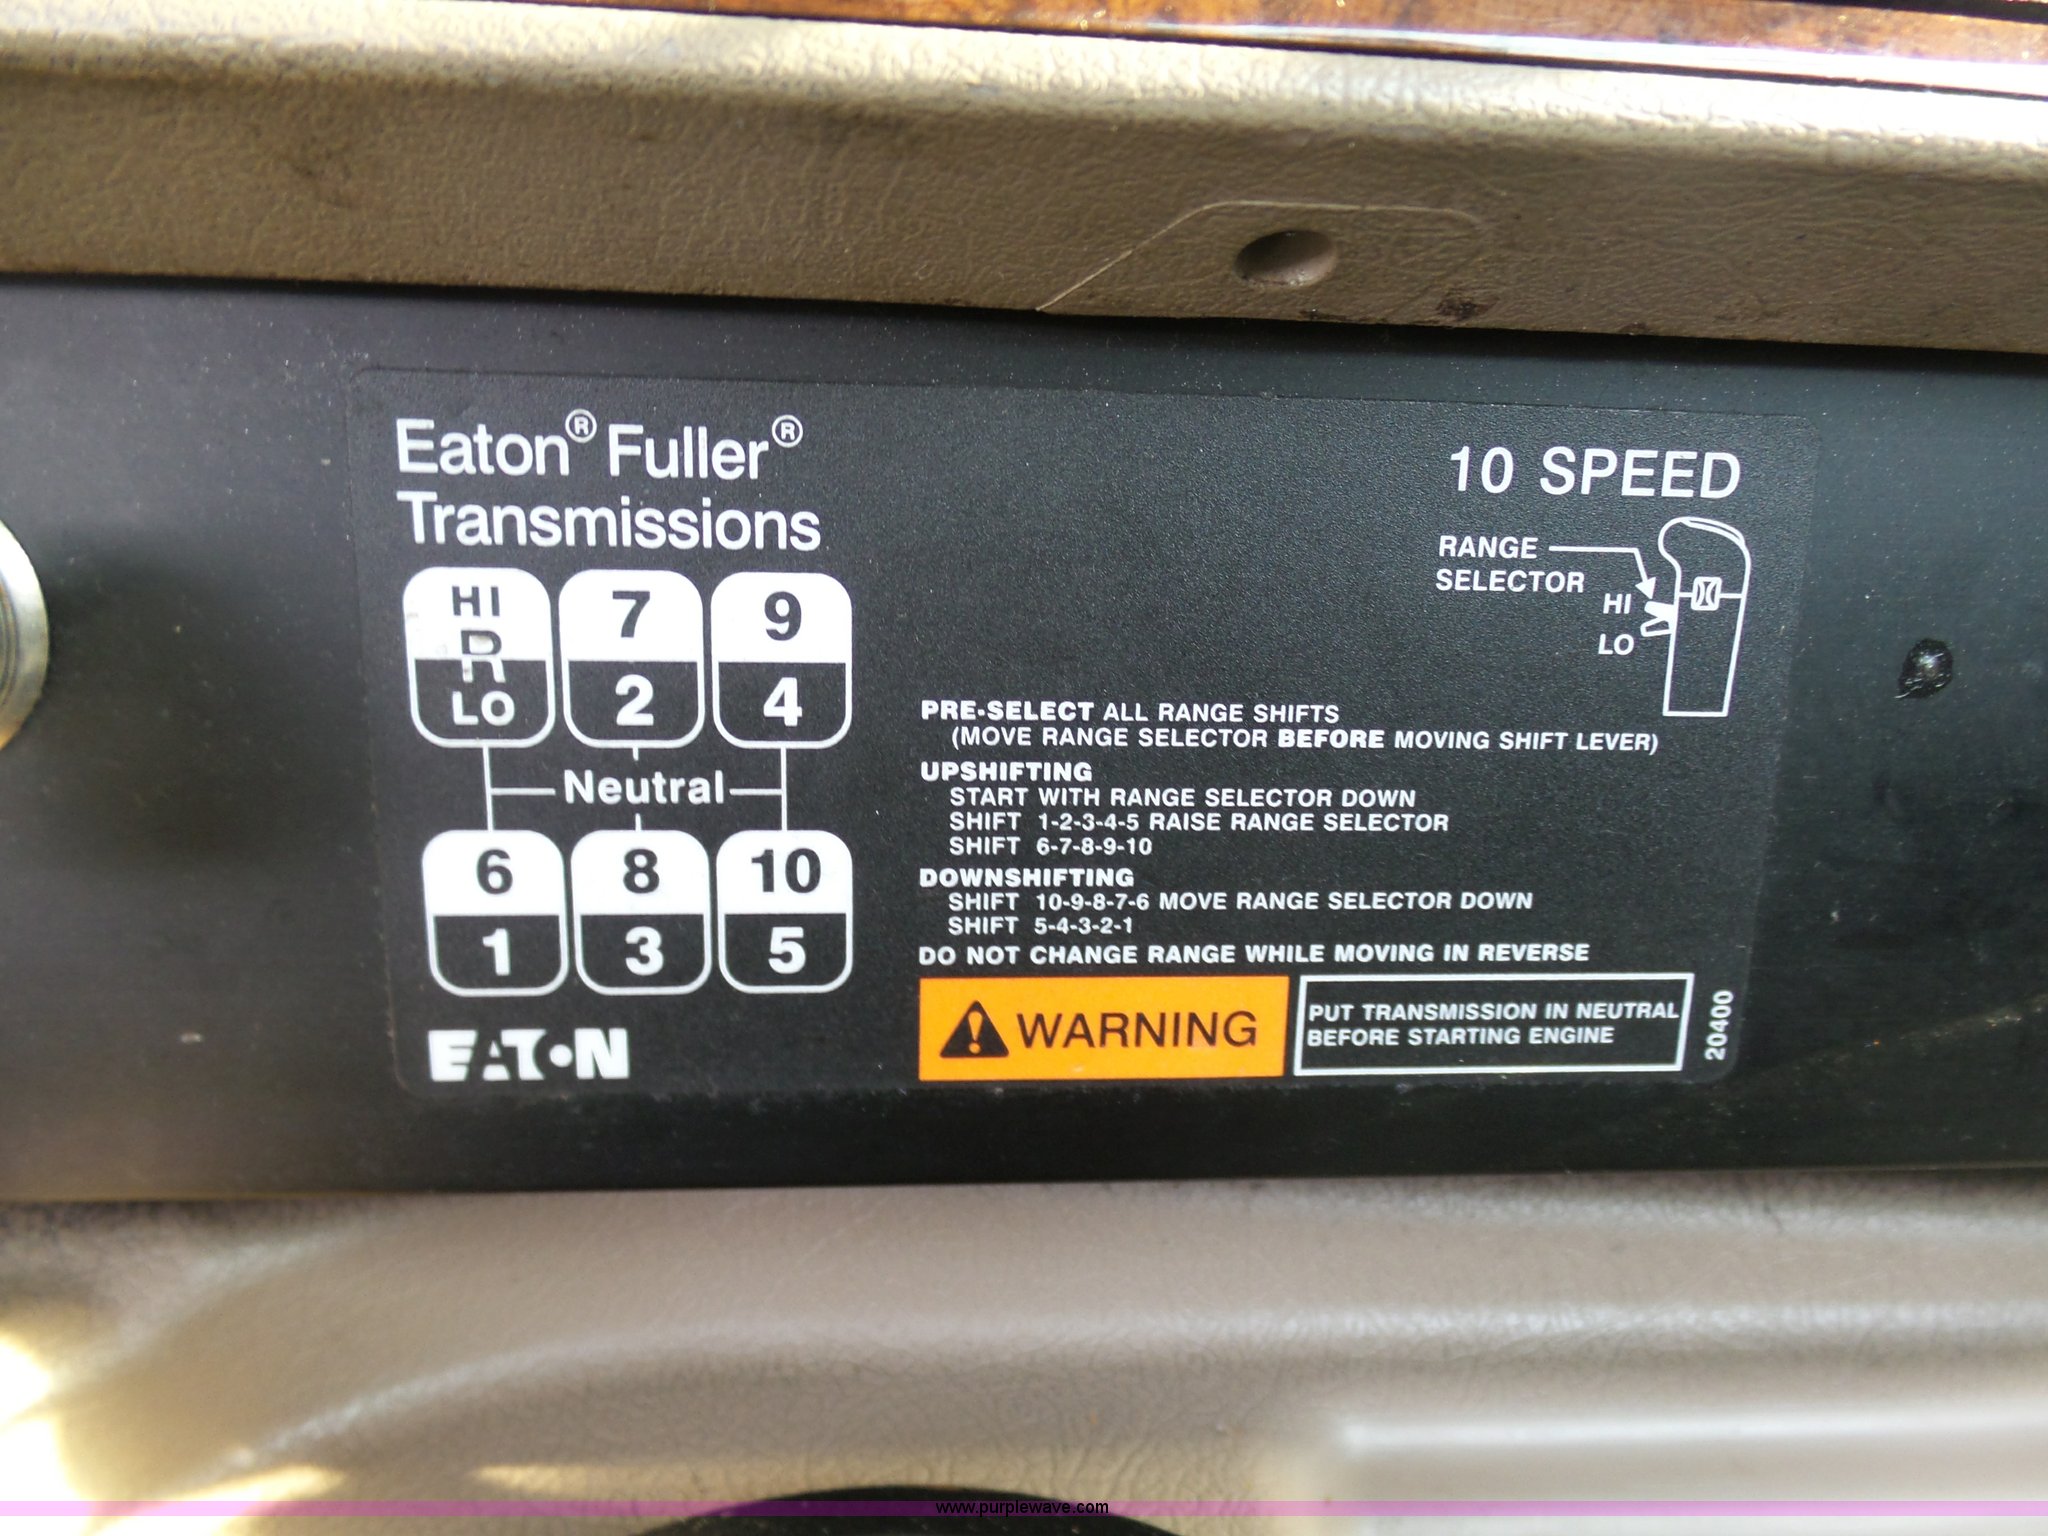 Eaton® Fuller®
Transmissions
10 SPEED
RANGE
SELECTOR
HI
LO
HI
R
LO
7
2
9
4
Neutral
6
1
8
3
10
5
EATON
PRE-SELECT ALL RANGE SHIFTS
(MOVE RANGE SELECTOR BEFORE MOVING SHIFT LEVER)
UPSHIFTING
START WITH RANGE SELECTOR DOWN
SHIFT 1-2-3-4-5 RAISE RANGE SELECTOR
SHIFT 6-7-8-9-10
DOWNSHIFTING
SHIFT 10-9-8-7-6 MOVE RANGE SELECTOR DOWN
SHIFT 5-4-3-2-1
DO NOT CHANGE RANGE WHILE MOVING IN REVERSE
WARNING
PUT TRANSMISSION IN NEUTRAL
BEFORE STARTING ENGINE
20400
www.purplewave.com